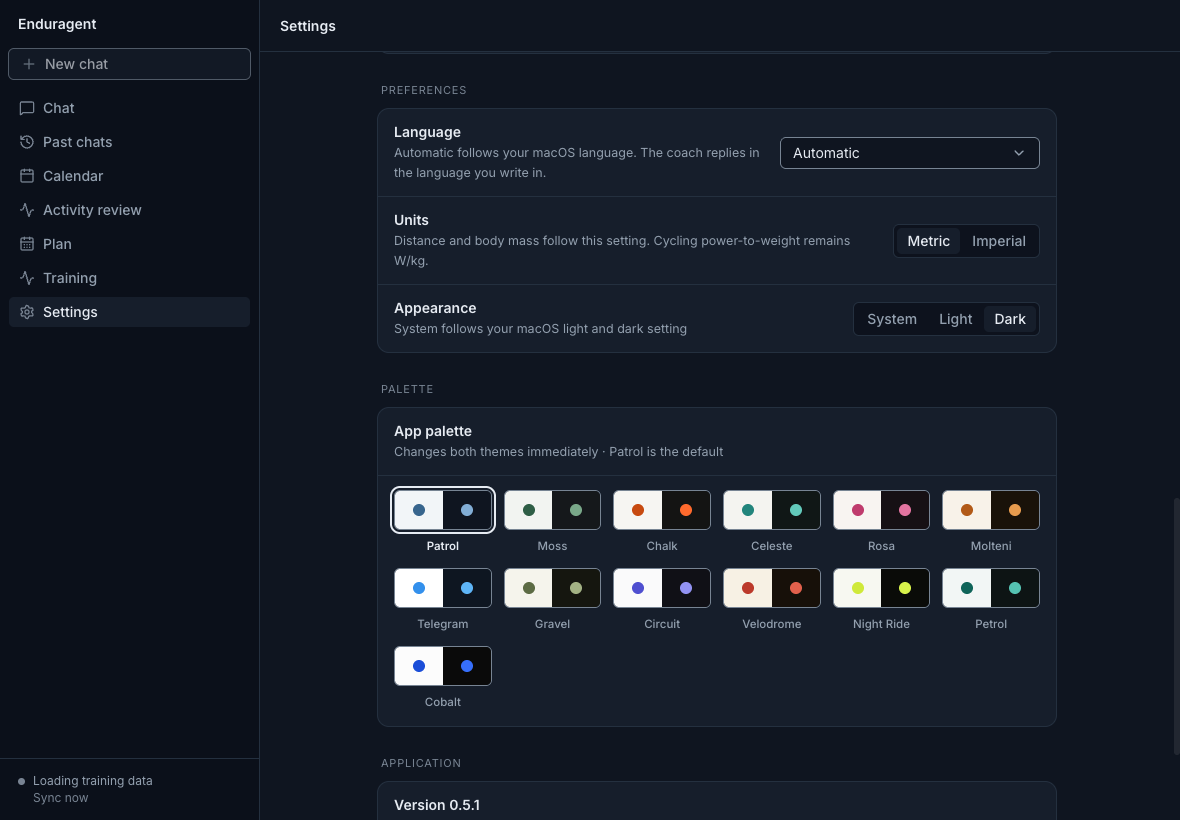 Enduragent
New chat
Chat
Past chats
Calendar
Activity review
Plan
Training
Settings
Loading training data
Sync now
Settings
PREFERENCES
Language
Automatic follows your macOS language. The coach replies in
the language you write in.
Automatic
Units
Distance and body mass follow this setting. Cycling power-to-weight remains
W/kg.
Metric Imperial
Appearance
System follows your macOS light and dark setting
System Light Dark
PALETTE
App palette
Changes both themes immediately · Patrol is the default
Patrol Moss Chalk Celeste Rosa Molteni
Telegram Gravel Circuit Velodrome Night Ride Petrol
Cobalt
APPLICATION
Version 0.5.1